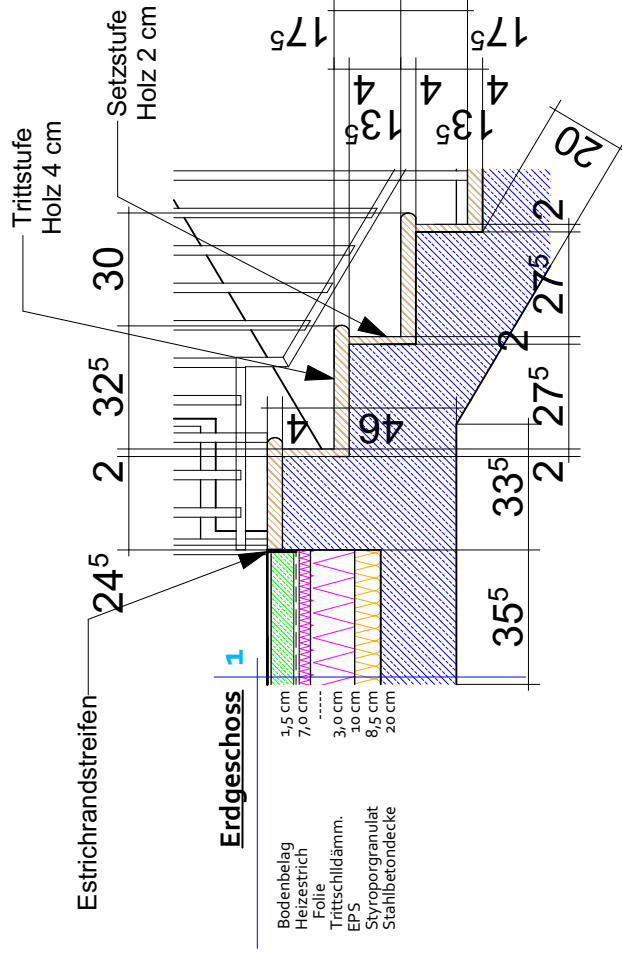 Trittstufe
Holz 4 cm
Setzstufe
Holz 2 cm
Estrichrandstreifen
24⁵
2
32⁵
30
17⁵
17⁵
4
13⁵
4
13⁵
4
4
46
20
Erdgeschoss 1
Bodenbelag 1,5 cm
Heizestrich 7,0 cm
Folie -----
Trittschlldämm. 3,0 cm
EPS 10 cm
Styroporgranulat 8,5 cm
Stahlbetondecke 20 cm
35⁵
33⁵
2
27⁵
2
27⁵
2